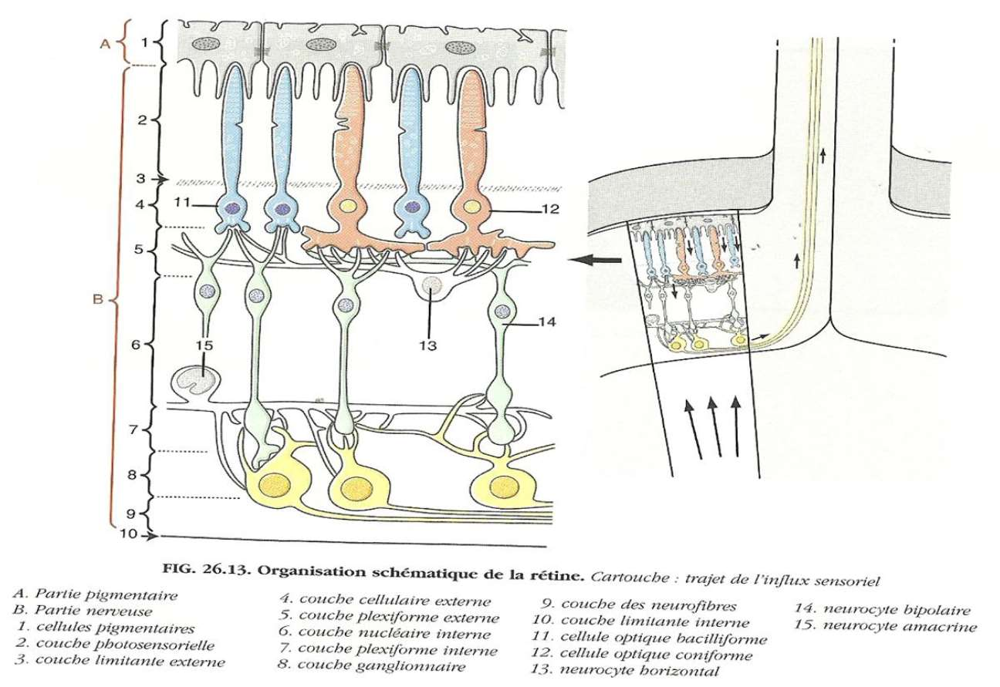 A
1
2
3
4
5
B
6
7
8
9
10
11
12
13
14
15
FIG. 26.13. Organisation schématique de la rétine. Cartouche : trajet de l'influx sensoriel
A. Partie pigmentaire
B. Partie nerveuse
1. cellules pigmentaires
2. couche photosensorielle
3. couche limitante externe
4. couche cellulaire externe
5. couche plexiforme externe
6. couche nucléaire interne
7. couche plexiforme interne
8. couche ganglionnaire
9. couche des neurofibres
10. couche limitante interne
11. cellule optique bacilliforme
12. cellule optique coniforme
13. neurocyte horizontal
14. neurocyte bipolaire
15. neurocyte amacrine